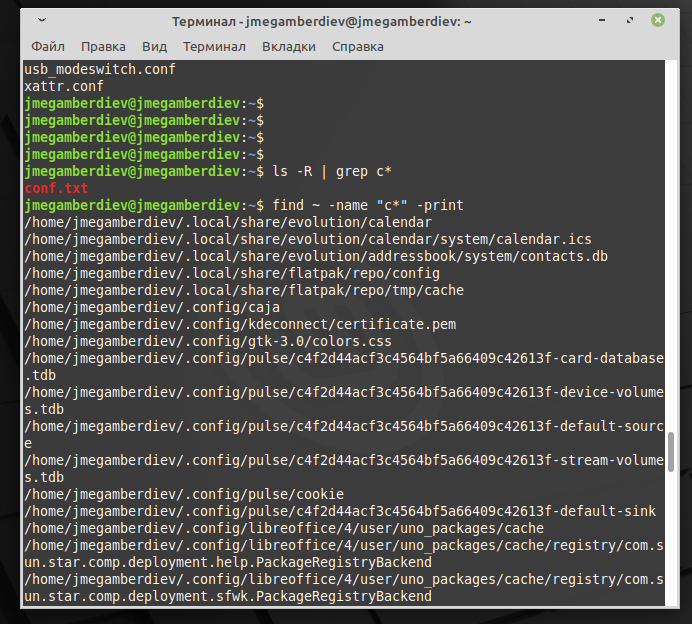 Терминал - jmegamberdiev@jmegamberdiev: ~
Файл Правка Вид Терминал Вкладки Справка
usb_modeswitch.conf
xattr.conf
jmegamberdiev@jmegamberdiev:~$
jmegamberdiev@jmegamberdiev:~$
jmegamberdiev@jmegamberdiev:~$
jmegamberdiev@jmegamberdiev:~$
jmegamberdiev@jmegamberdiev:~$ ls -R | grep c*
conf.txt
jmegamberdiev@jmegamberdiev:~$ find ~ -name "c*" -print
/home/jmegamberdiev/.local/share/evolution/calendar
/home/jmegamberdiev/.local/share/evolution/calendar/system/calendar.ics
/home/jmegamberdiev/.local/share/evolution/addressbook/system/contacts.db
/home/jmegamberdiev/.local/share/flatpak/repo/config
/home/jmegamberdiev/.local/share/flatpak/repo/tmp/cache
/home/jmegamberdiev/.config/caja
/home/jmegamberdiev/.config/kdeconnect/certificate.pem
/home/jmegamberdiev/.config/gtk-3.0/colors.css
/home/jmegamberdiev/.config/pulse/c4f2d44acf3c4564bf5a66409c42613f-card-database
.tdb
/home/jmegamberdiev/.config/pulse/c4f2d44acf3c4564bf5a66409c42613f-device-volume
s.tdb
/home/jmegamberdiev/.config/pulse/c4f2d44acf3c4564bf5a66409c42613f-default-sourc
e
/home/jmegamberdiev/.config/pulse/c4f2d44acf3c4564bf5a66409c42613f-stream-volume
s.tdb
/home/jmegamberdiev/.config/pulse/cookie
/home/jmegamberdiev/.config/pulse/c4f2d44acf3c4564bf5a66409c42613f-default-sink
/home/jmegamberdiev/.config/libreoffice/4/user/uno_packages/cache
/home/jmegamberdiev/.config/libreoffice/4/user/uno_packages/cache/registry/com.s
un.star.comp.deployment.help.PackageRegistryBackend
/home/jmegamberdiev/.config/libreoffice/4/user/uno_packages/cache/registry/com.s
un.star.comp.deployment.sfwk.PackageRegistryBackend